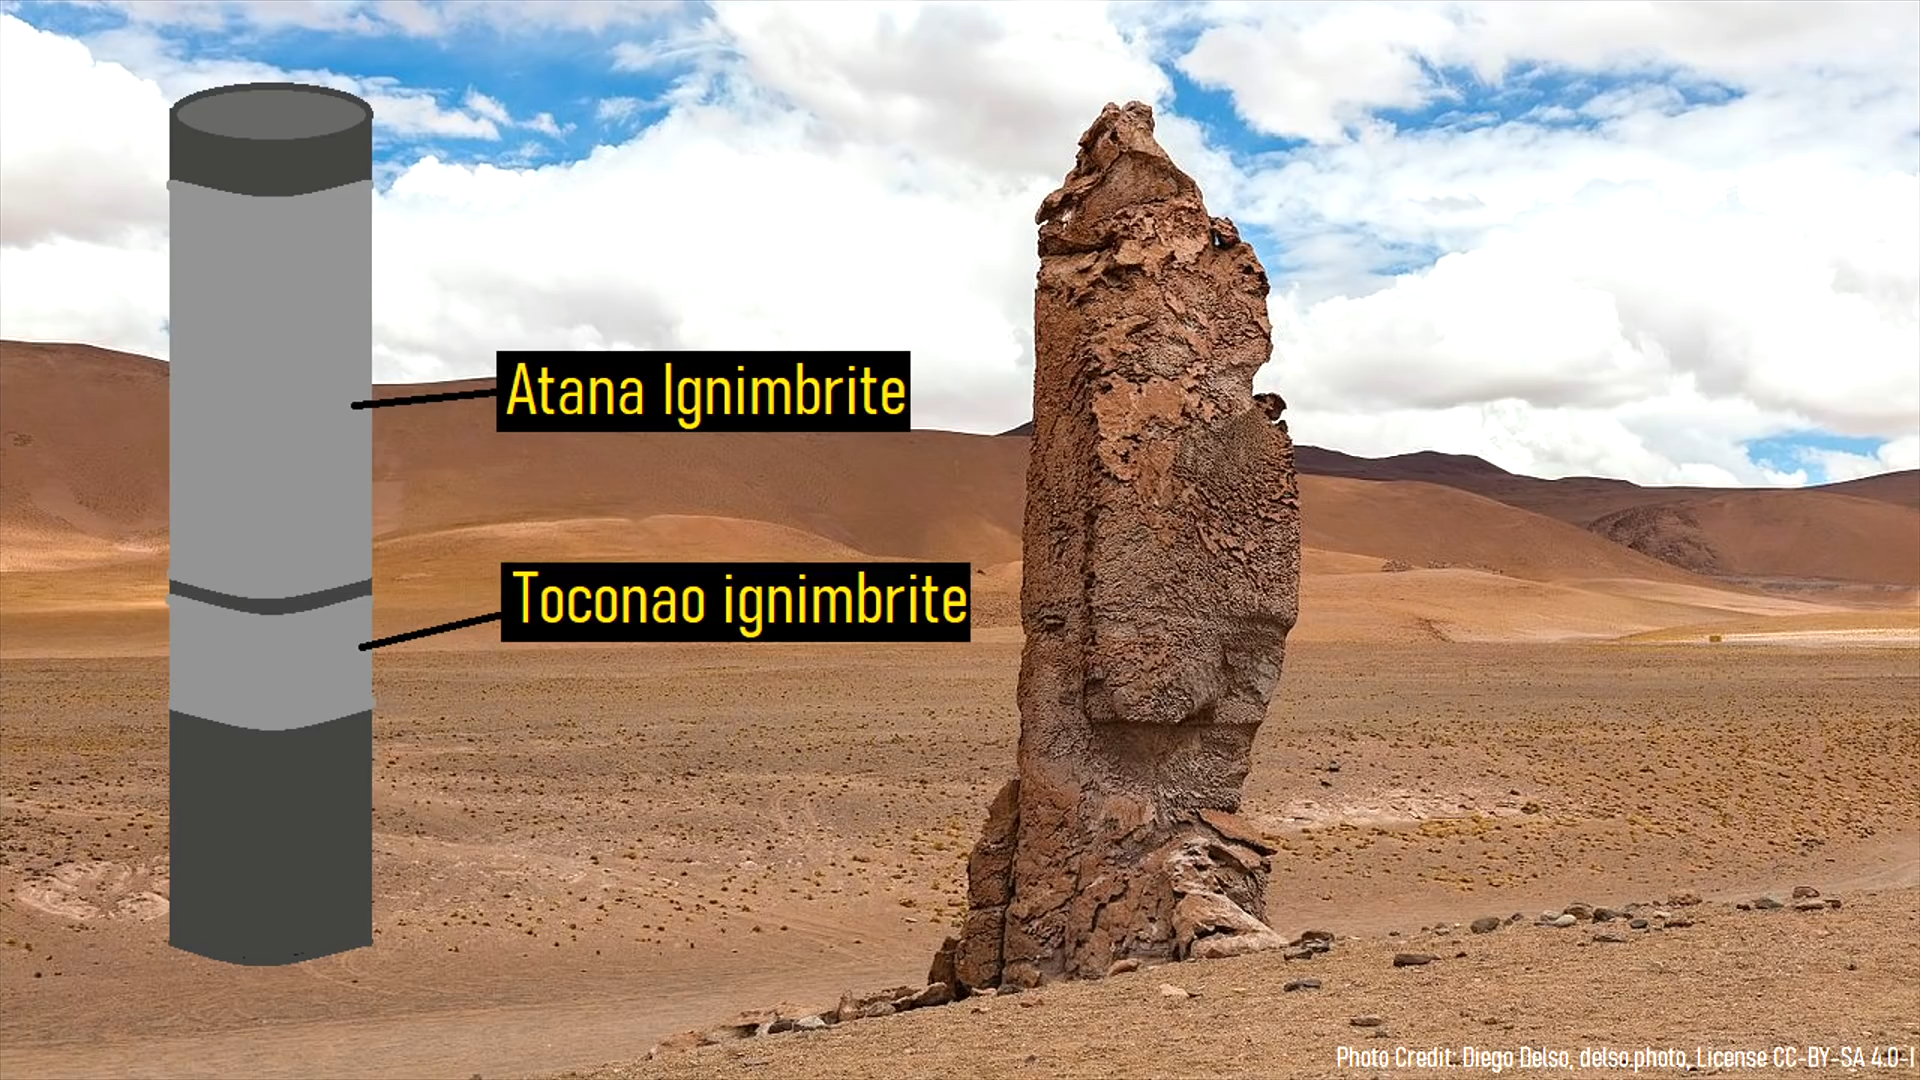 Atana Ignimbrite
Toconao ignimbrite
Photo Credit: Diego Delso, delso.photo, License CC-BY-SA 4.0-I